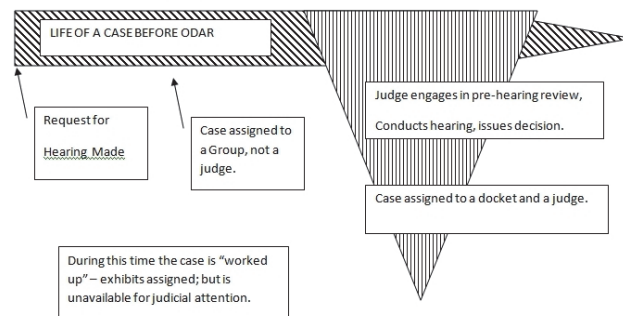 LIFE OF A CASE BEFORE ODAR
Request for
Hearing Made
Case assigned to
a Group, not a
judge.
Judge engages in pre-hearing review,
Conducts hearing, issues decision.
Case assigned to a docket and a judge.
During this time the case is “worked
up” – exhibits assigned; but is
unavailable for judicial attention.